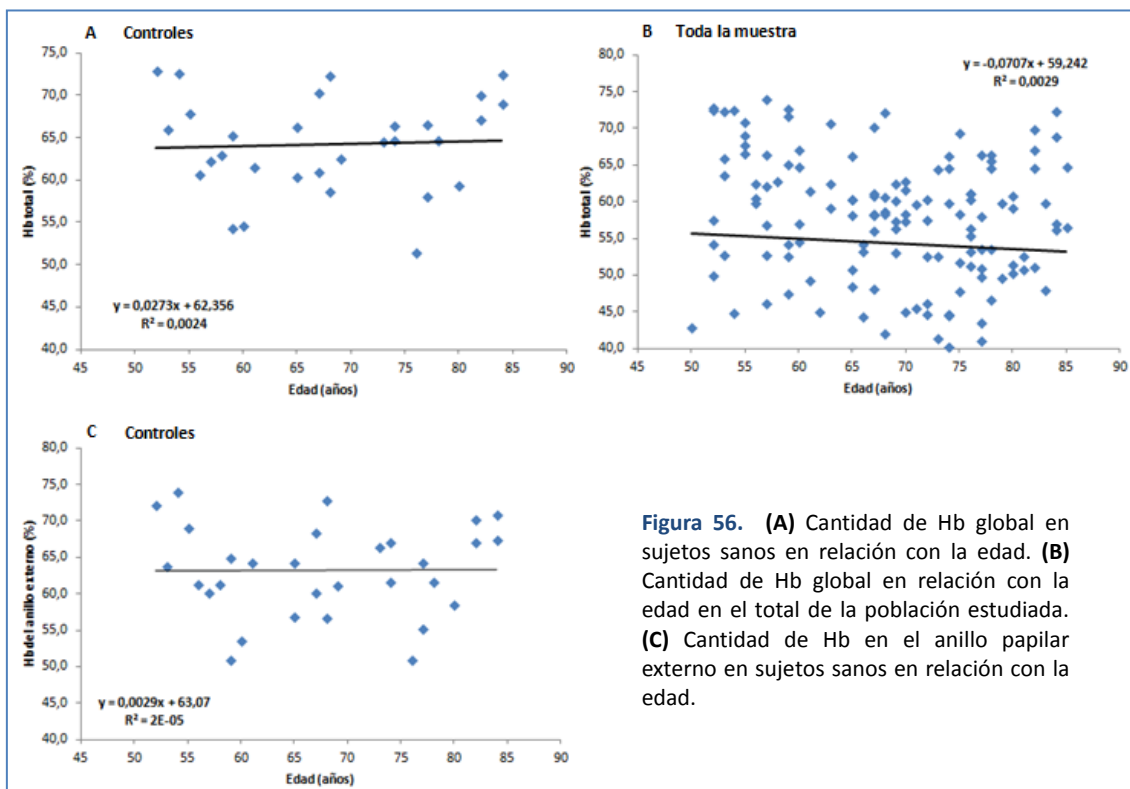 A Controles
75,0
70,0
65,0
60,0
55,0
50,0
45,0
40,0
Hb total (%)
y = 0,0273x + 62,356
R² = 0,0024
45 50 55 60 65 70 75 80 85 90
Edad (años)
B Toda la muestra
80,0
75,0
70,0
65,0
60,0
55,0
50,0
45,0
40,0
Hb total (%)
y = -0,0707x + 59,242
R² = 0,0029
45 50 55 60 65 70 75 80 85 90
Edad (años)
C Controles
80,0
75,0
70,0
65,0
60,0
55,0
50,0
45,0
40,0
Hb del anillo externo (%)
y = 0,0029x + 63,07
R² = 2E-05
45 50 55 60 65 70 75 80 85 90
Edad (años)
Figura 56. (A) Cantidad de Hb global en
sujetos sanos en relación con la edad. (B)
Cantidad de Hb global en relación con la
edad en el total de la población estudiada.
(C) Cantidad de Hb en el anillo papilar
externo en sujetos sanos en relación con la
edad.